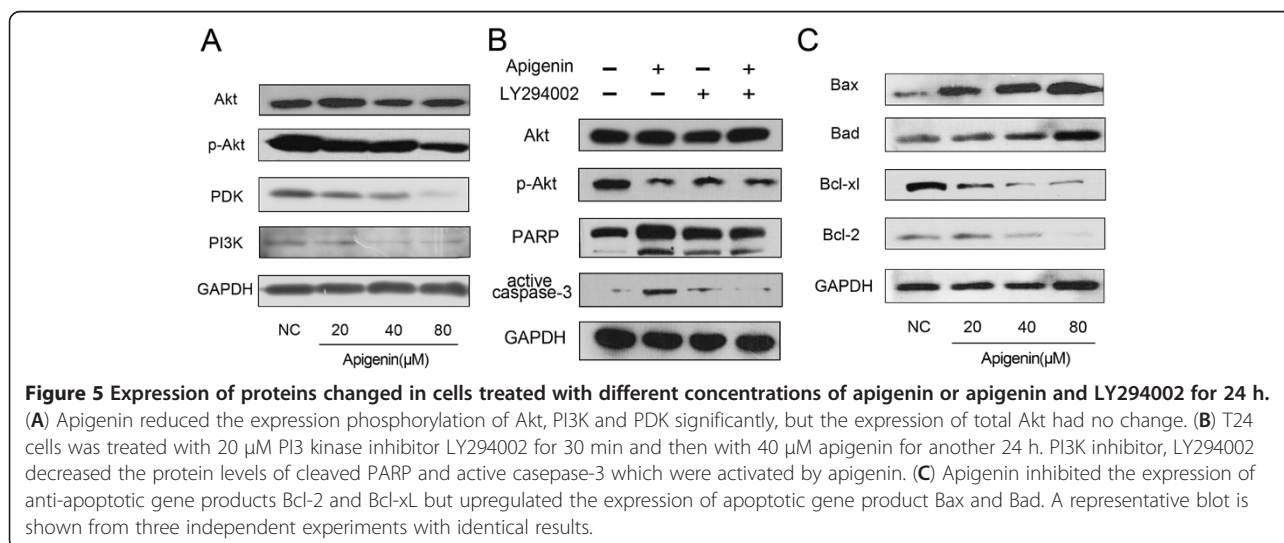 A
Akt
p-Akt
PDK
PI3K
GAPDH
NC 20 40 80
Apigenin(µM)
B
Apigenin − + − +
LY294002 − − + +
Akt
p-Akt
PARP
active
caspase-3
GAPDH
C
Bax
Bad
Bcl-xl
Bcl-2
GAPDH
NC 20 40 80
Apigenin(µM)
Figure 5 Expression of proteins changed in cells treated with different concentrations of apigenin or apigenin and LY294002 for 24 h.
(A) Apigenin reduced the expression phosphorylation of Akt, PI3K and PDK significantly, but the expression of total Akt had no change. (B) T24
cells was treated with 20 µM PI3 kinase inhibitor LY294002 for 30 min and then with 40 µM apigenin for another 24 h. PI3K inhibitor, LY294002
decreased the protein levels of cleaved PARP and active casepase-3 which were activated by apigenin. (C) Apigenin inhibited the expression of
anti-apoptotic gene products Bcl-2 and Bcl-xL but upregulated the expression of apoptotic gene product Bax and Bad. A representative blot is
shown from three independent experiments with identical results.